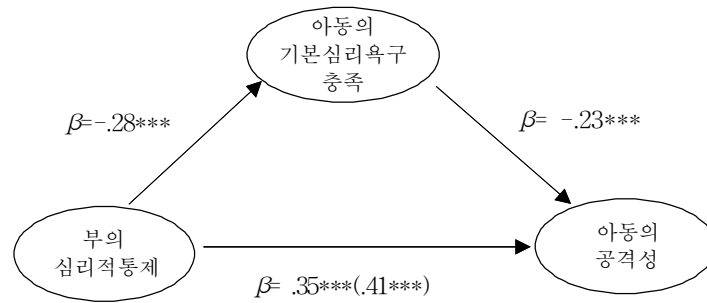 아동의
기본심리욕구
충족
β=-.28***
β= -.23***
부의
심리적통제
아동의
공격성
β= .35***(.41***)